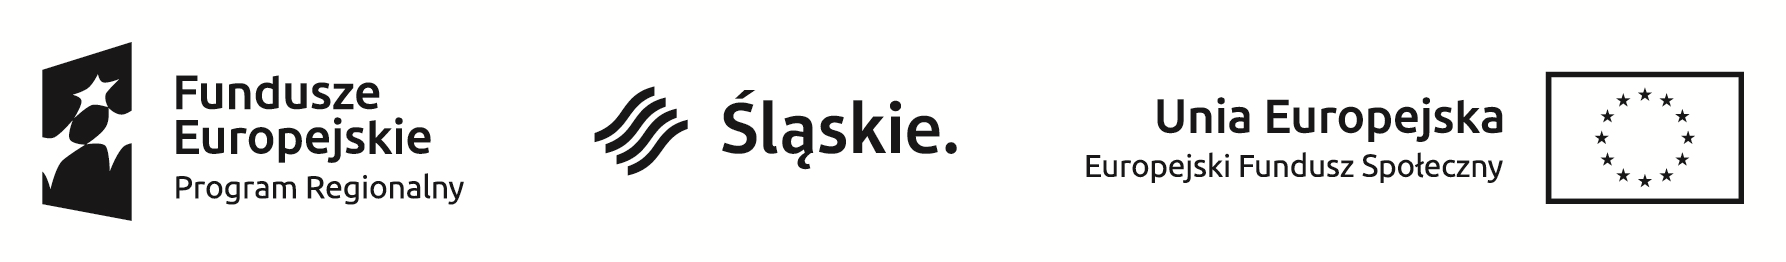 Fundusze
Europejskie
Program Regionalny
Śląskie.
Unia Europejska
Europejski Fundusz Społeczny